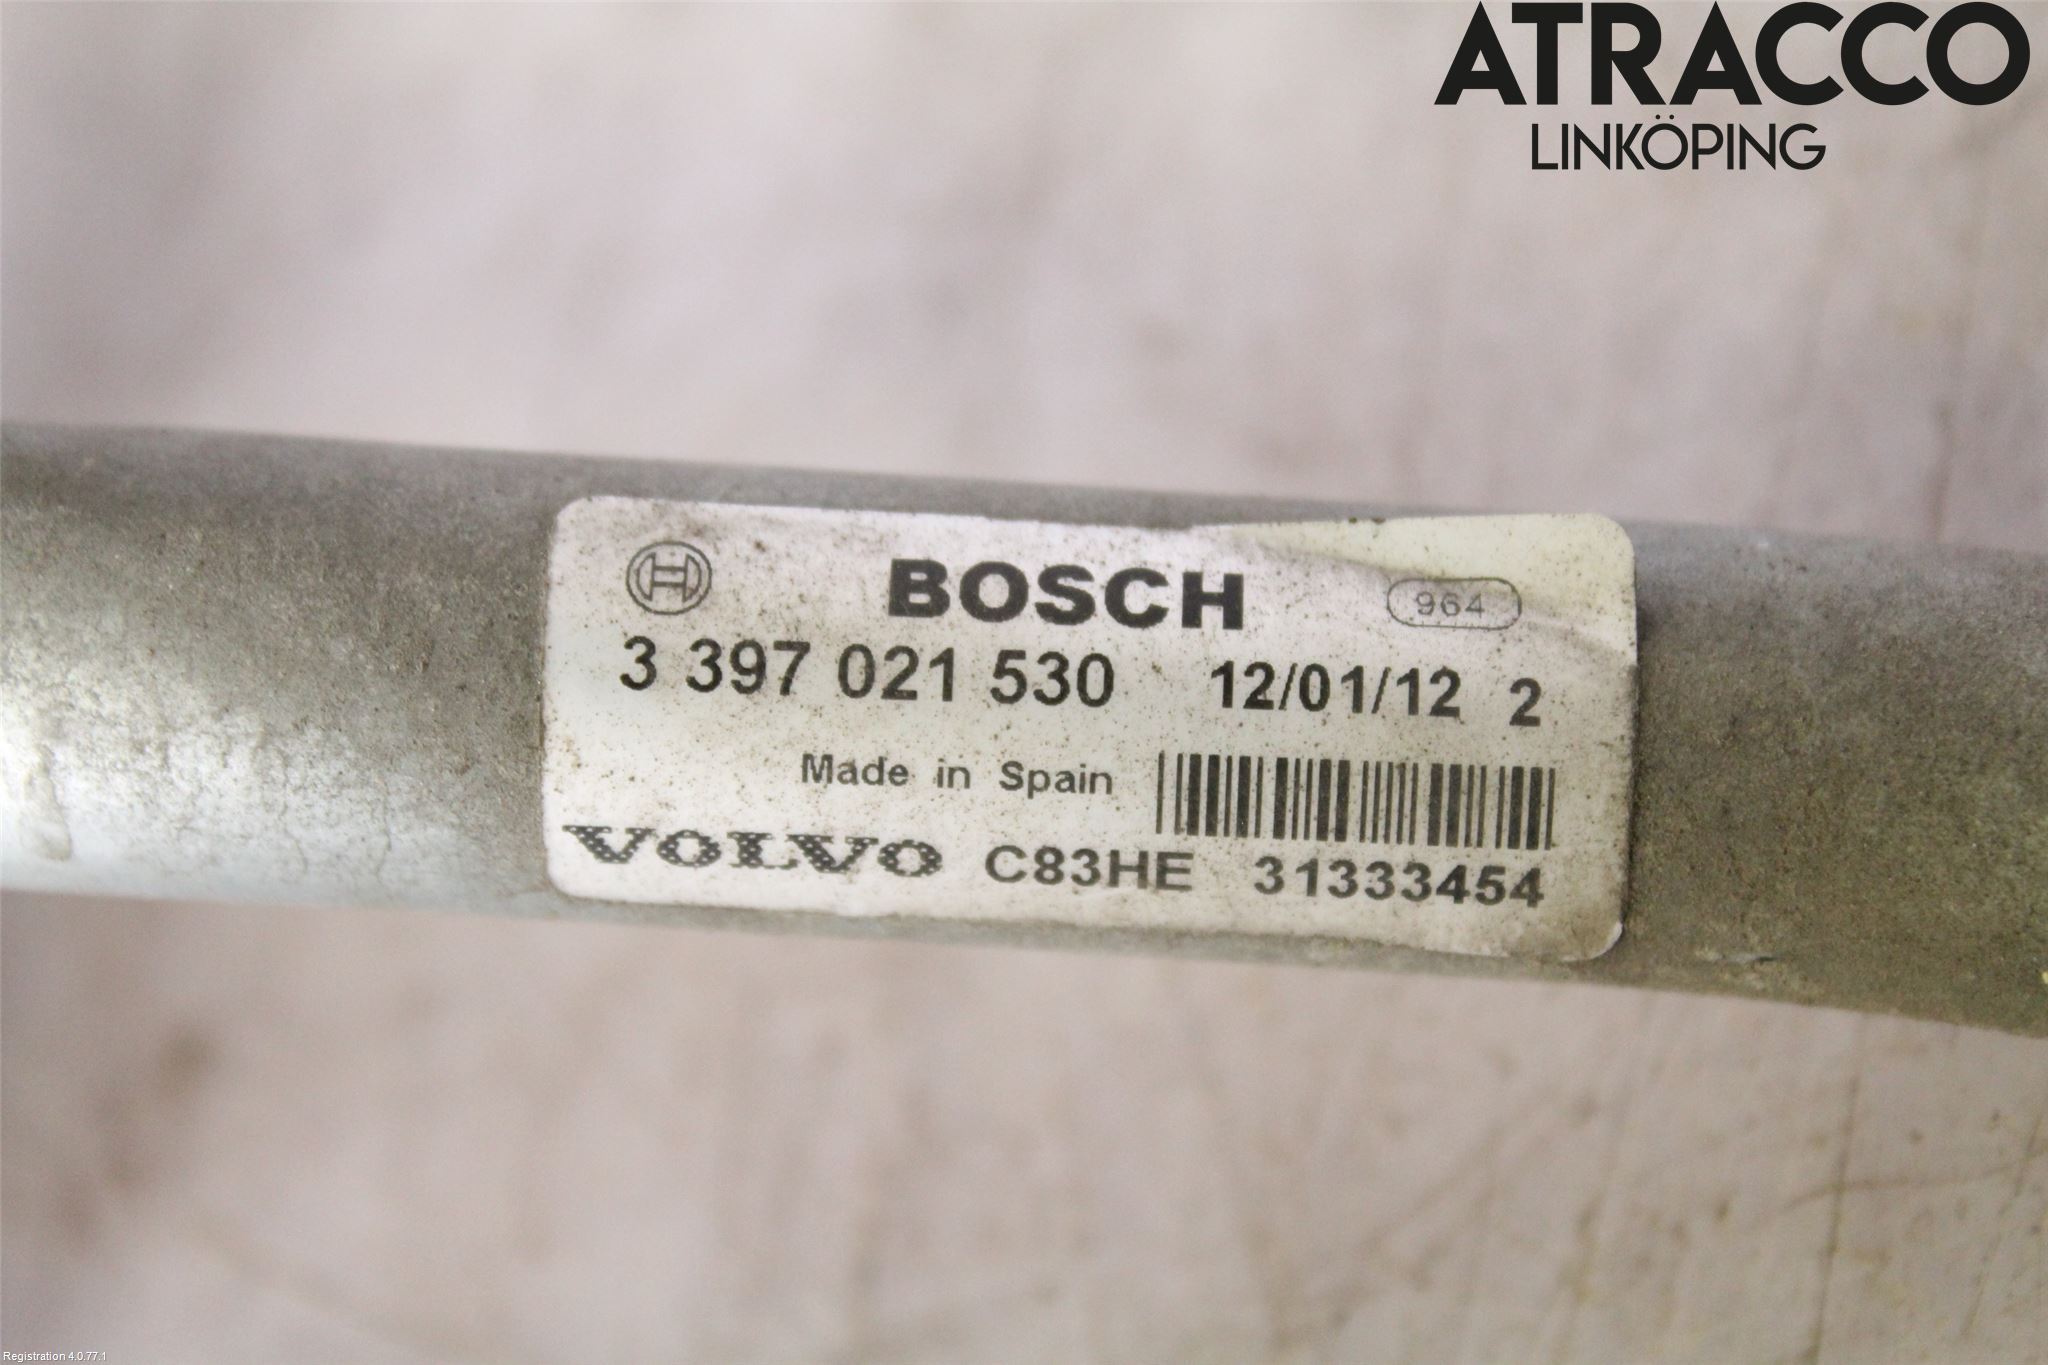 ATRACCO
LINKÖPING
BOSCH 964
3 397 021 530 12/01/12 2
Made in Spain
VOLVO C83HE 31333454
Registration 4.0.77.1